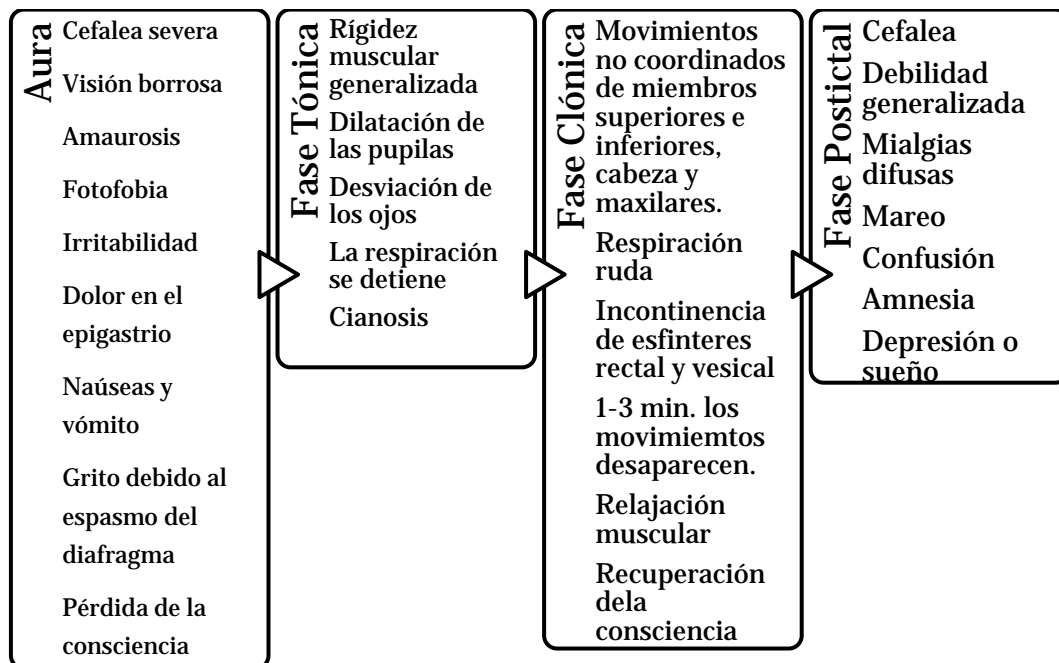 Aura
Cefalea severa
Visión borrosa
Amaurosis
Fotofobia
Irritabilidad
Dolor en el
epigastrio
Naúseas y
vómito
Grito debido al
espasmo del
diafragma
Pérdida de la
consciencia
Fase Tónica
Rígidez
muscular
generalizada
Dilatación de
las pupilas
Desviación de
los ojos
La respiración
se detiene
Cianosis
Fase Clónica
Movimientos
no coordinados
de miembros
superiores e
inferiores,
cabeza y
maxilares.
Respiración
ruda
Incontinencia
de esfinteres
rectal y vesical
1-3 min. los
movimiemtos
desaparecen.
Relajación
muscular
Recuperación
dela
consciencia
Fase Postictal
Cefalea
Debilidad
generalizada
Mialgias
difusas
Mareo
Confusión
Amnesia
Depresión o
sueño